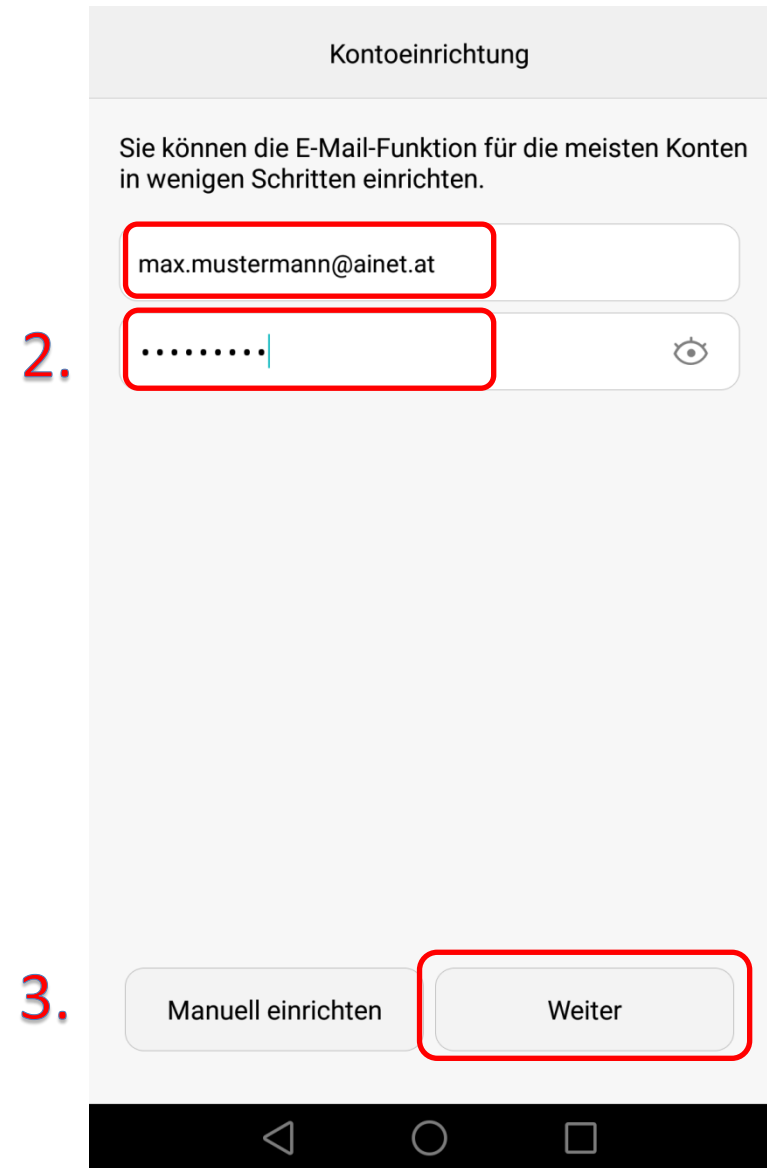 Kontoeinrichtung
Sie können die E-Mail-Funktion für die meisten Konten
in wenigen Schritten einrichten.
max.mustermann@ainet.at
2.
•••••••••
3.
Manuell einrichten
Weiter